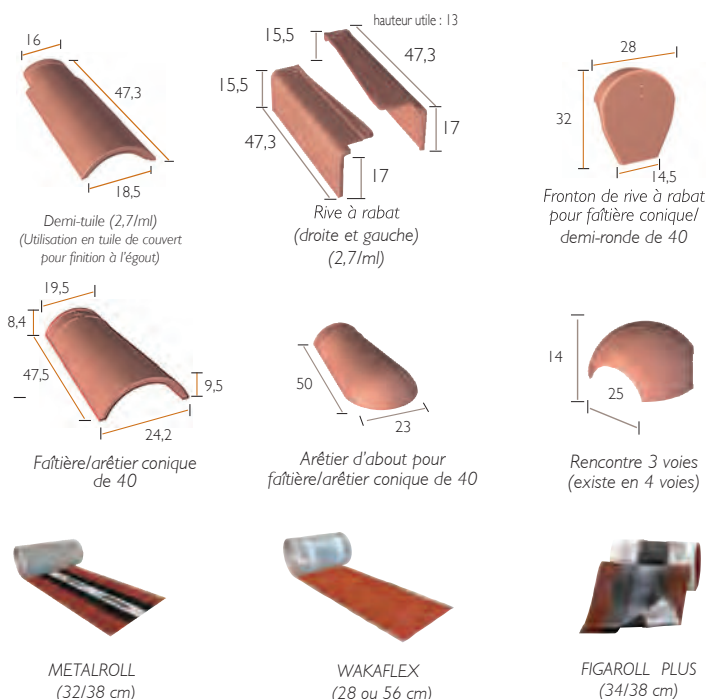 16
47,3
18,5
Demi-tuile (2,7/ml)
(Utilisation en tuile de couvert
pour finition à l'égout)
hauteur utile : 13
15,5
47,3
15,5
17
47,3
17
Rive à rabat
(droite et gauche)
(2,7/ml)
28
32
14,5
Fronton de rive à rabat
pour faîtière conique/
demi-ronde de 40
19,5
8,4
47,5
9,5
24,2
Faîtière/arêtier conique
de 40
50
23
Arêtier d'about pour
faîtière/arêtier conique de 40
14
25
Rencontre 3 voies
(existe en 4 voies)
METALROLL
(32/38 cm)
WAKAFLEX
(28 ou 56 cm)
FIGAROLL PLUS
(34/38 cm)